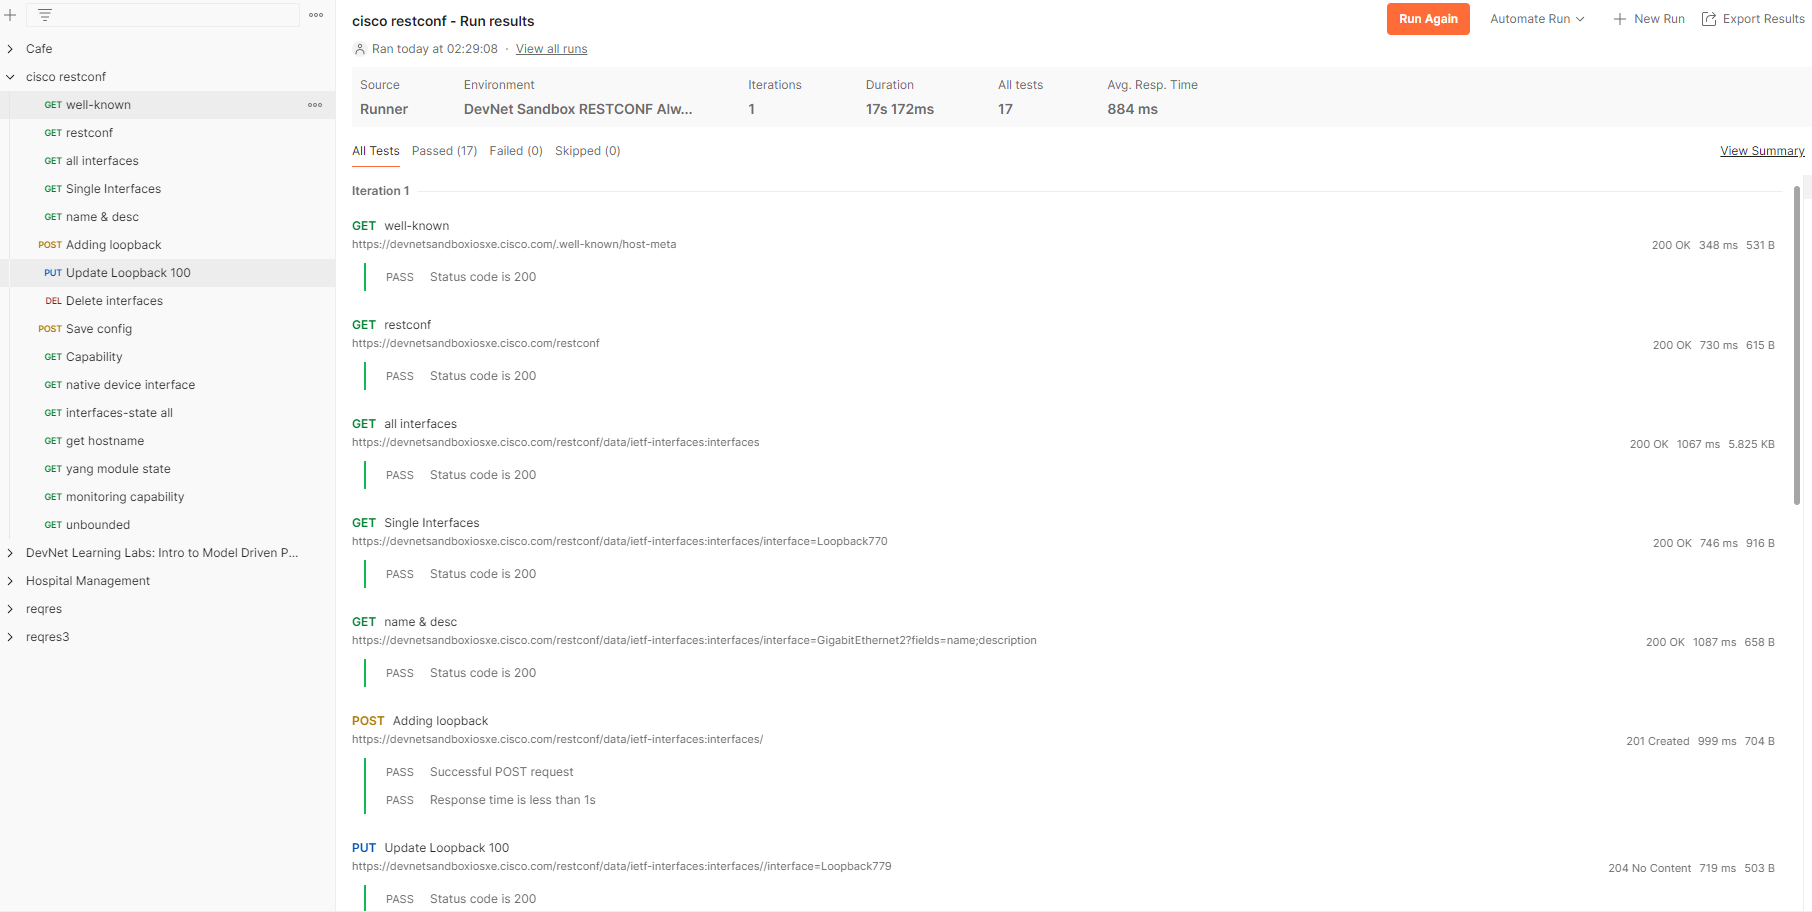 Cafe
cisco restconf
GET well-known
GET restconf
GET all interfaces
GET Single Interfaces
GET name & desc
POST Adding loopback
PUT Update Loopback 100
DEL Delete interfaces
POST Save config
GET Capability
GET native device interface
GET interfaces-state all
GET get hostname
GET yang module state
GET monitoring capability
GET unbounded
DevNet Learning Labs: Intro to Model Driven P...
Hospital Management
reqres
reqres3
cisco restconf - Run results
Run Again Automate Run New Run Export Results
Ran today at 02:29:08 · View all runs
Source Environment Iterations Duration All tests Avg. Resp. Time
Runner DevNet Sandbox RESTCONF Alw... 1 17s 172ms 17 884 ms
All Tests Passed (17) Failed (0) Skipped (0) View Summary
Iteration 1
GET well-known
https://devnetsandboxiosxe.cisco.com/.well-known/host-meta
200 OK 348 ms 531 B
PASS Status code is 200
GET restconf
https://devnetsandboxiosxe.cisco.com/restconf
200 OK 730 ms 615 B
PASS Status code is 200
GET all interfaces
https://devnetsandboxiosxe.cisco.com/restconf/data/ietf-interfaces:interfaces
200 OK 1067 ms 5.825 KB
PASS Status code is 200
GET Single Interfaces
https://devnetsandboxiosxe.cisco.com/restconf/data/ietf-interfaces:interfaces/interface=Loopback770
200 OK 746 ms 916 B
PASS Status code is 200
GET name & desc
https://devnetsandboxiosxe.cisco.com/restconf/data/ietf-interfaces:interfaces/interface=GigabitEthernet2?fields=name;description
200 OK 1087 ms 658 B
PASS Status code is 200
POST Adding loopback
https://devnetsandboxiosxe.cisco.com/restconf/data/ietf-interfaces:interfaces/
201 Created 999 ms 704 B
PASS Successful POST request
PASS Response time is less than 1s
PUT Update Loopback 100
https://devnetsandboxiosxe.cisco.com/restconf/data/ietf-interfaces:interfaces//interface=Loopback779
204 No Content 719 ms 503 B
PASS Status code is 200